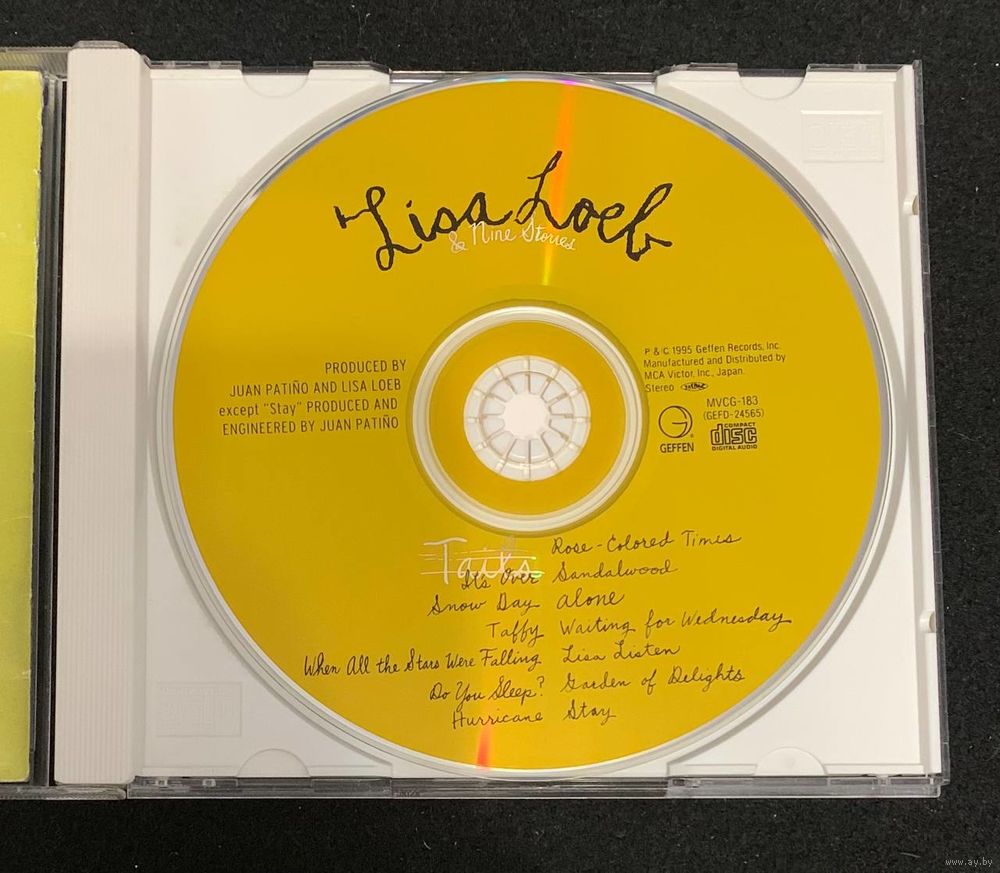 Lisa Loeb
& Nine Stories
PRODUCED BY
JUAN PATIÑO AND LISA LOEB
except "Stay" PRODUCED AND
ENGINEERED BY JUAN PATIÑO
P & C 1995 Geffen Records, Inc.
Manufactured and Distributed by
MCA Victor, Inc., Japan.
Stereo
MVCG-183
(GEFD-24565)
GEFFEN
COMPACT
disc
DIGITAL AUDIO
Tails
It's Over
Snow Day
Taffy
When All the Stars Were Falling
Do You Sleep?
Hurricane
Rose-Colored Times
Sandalwood
Alone
Waiting for Wednesday
Lisa Listen
Garden of Delights
Stay
www.ay.by